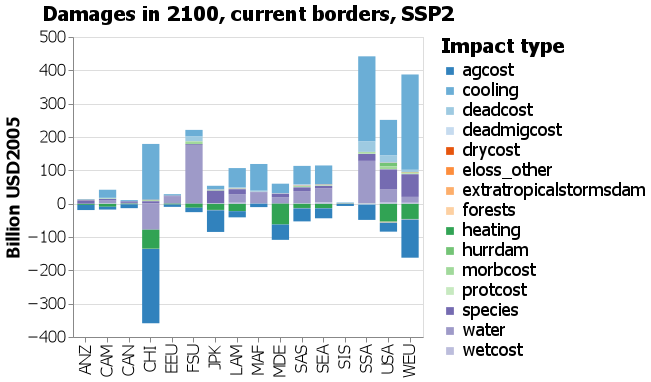 Damages in 2100, current borders, SSP2
Billion USD2005
500
400
300
200
100
0
−100
−200
−300
−400
ANZ
CAM
CAN
CHI
EEU
FSU
JPK
LAM
MAF
MDE
SAS
SEA
SIS
SSA
USA
WEU
Impact type
agcost
cooling
deadcost
deadmigcost
drycost
eloss_other
extratropicalstormsdam
forests
heating
hurrdam
morbcost
protcost
species
water
wetcost